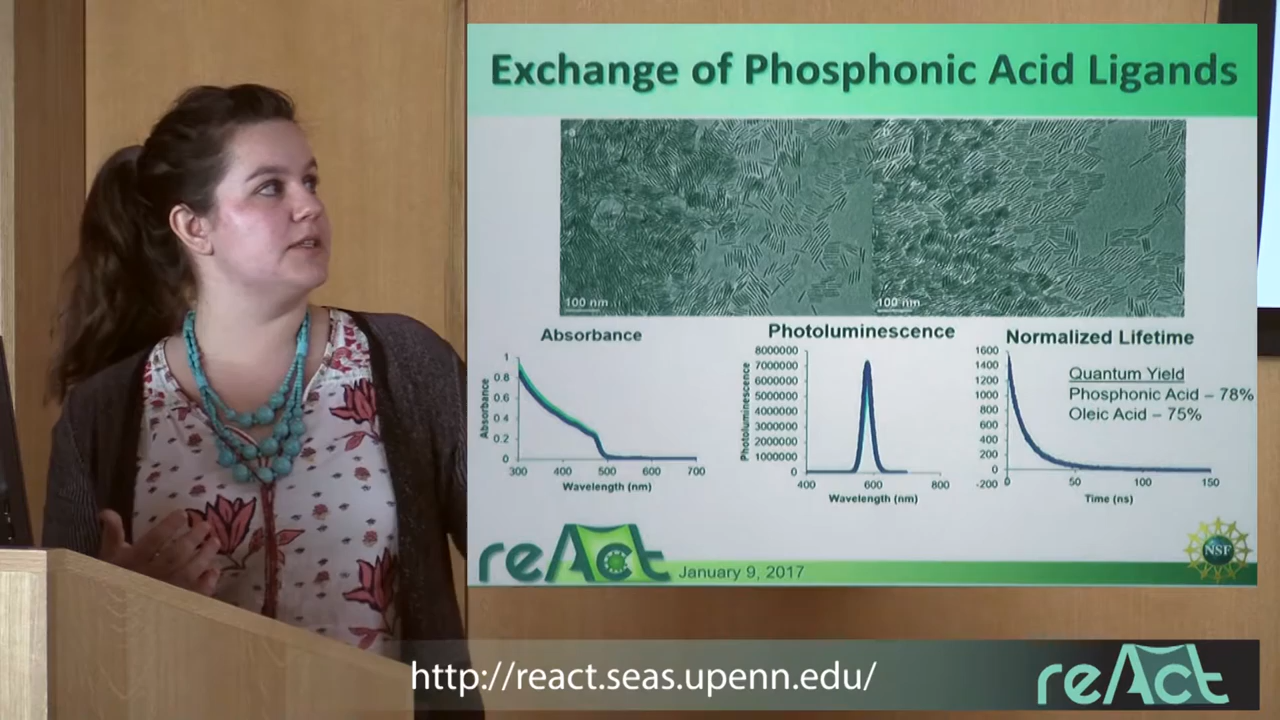 Exchange of Phosphonic Acid Ligands
100 nm
100 nm
Absorbance
Absorbance
1
0.8
0.6
0.4
0.2
0
300
400
500
600
700
Wavelength (nm)
Photoluminescence
Photoluminescence
8000000
7000000
6000000
5000000
4000000
3000000
2000000
1000000
0
400
600
800
Wavelength (nm)
Normalized Lifetime
1600
1400
1200
1000
800
600
400
200
0
-200
0
50
100
150
Time (ns)
Quantum Yield
Phosphonic Acid – 78%
Oleic Acid – 75%
reAct
January 9, 2017
NSF
http://react.seas.upenn.edu/
reAct